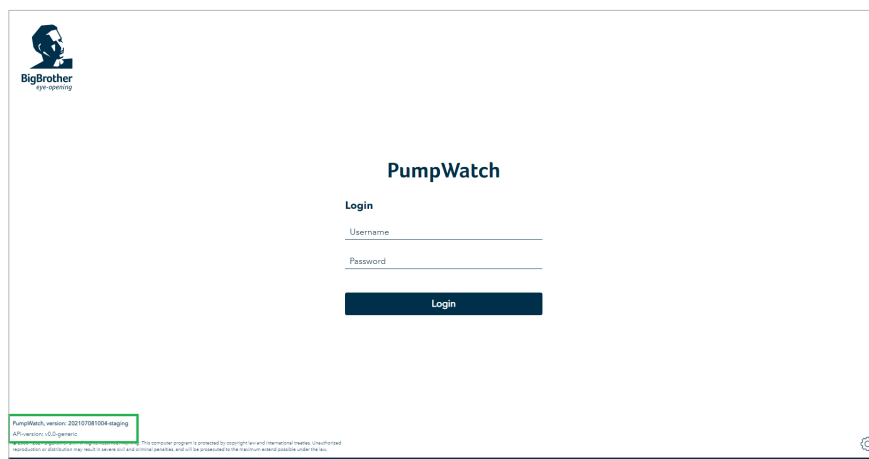 BigBrother
eye-opening
PumpWatch
Login
Username
Password
Login
PumpWatch, version: 202107081004-staging
API-version: v0.0-generic
This computer program is protected by copyright law and international treaties. Unauthorized
reproduction or distribution may result in severe civil and criminal penalties, and will be prosecuted to the maximum extend possible under the law.